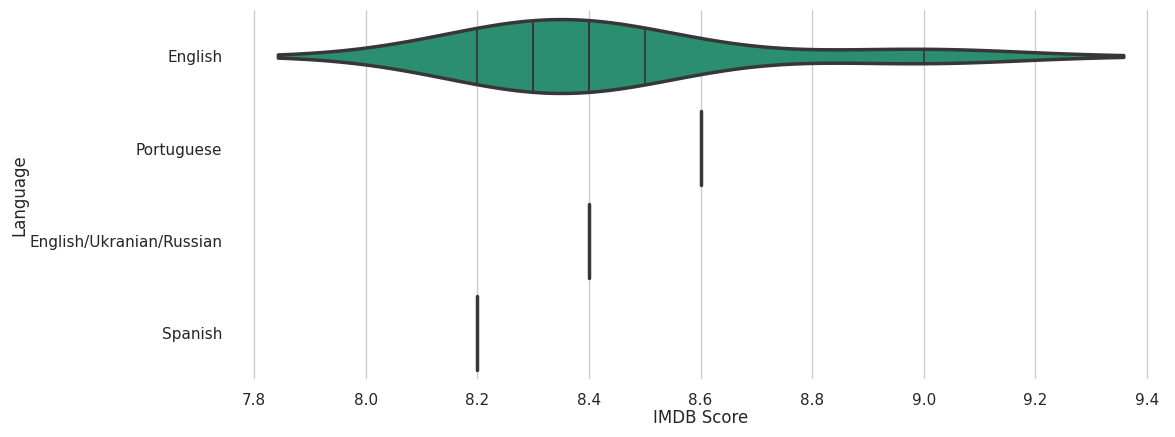 English
Portuguese
English/Ukranian/Russian
Spanish
Language
7.8 8.0 8.2 8.4 8.6 8.8 9.0 9.2 9.4
IMDB Score